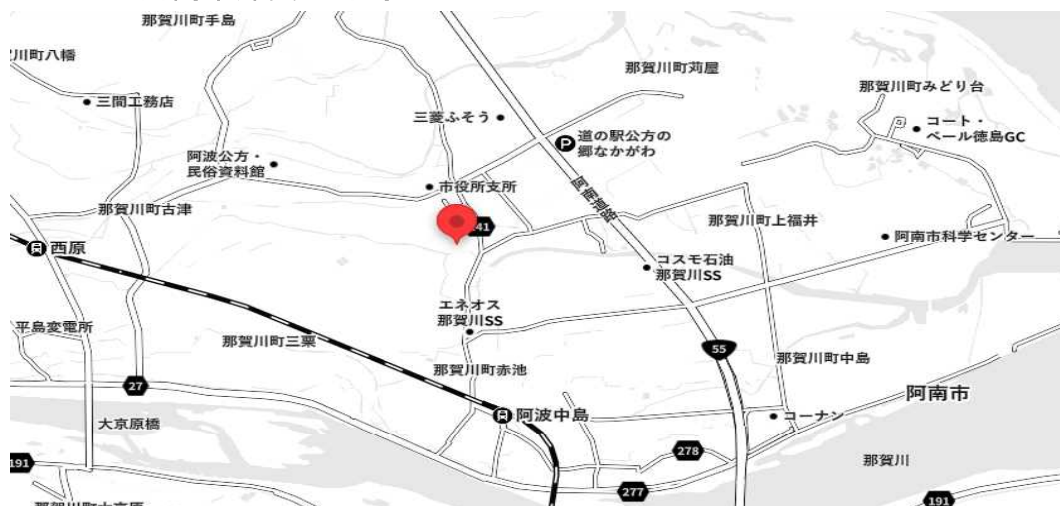 那賀川町手島
川町八幡
那賀川町苅屋
那賀川町みどり台
三間工務店
三菱ふそう
コート・
ベール徳島GC
道の駅公方の
郷なかがわ
阿波公方・
民俗資料館
市役所支所
阿南道路
那賀川町古津
那賀川町上福井
41
西原
阿南市科学センター
コスモ石油
那賀川SS
エネオス
那賀川SS
平島変電所
那賀川町三栗
55
那賀川町中島
那賀川町赤池
27
阿南市
大京原橋
阿波中島
コーナン
278
那賀川
191
277
191